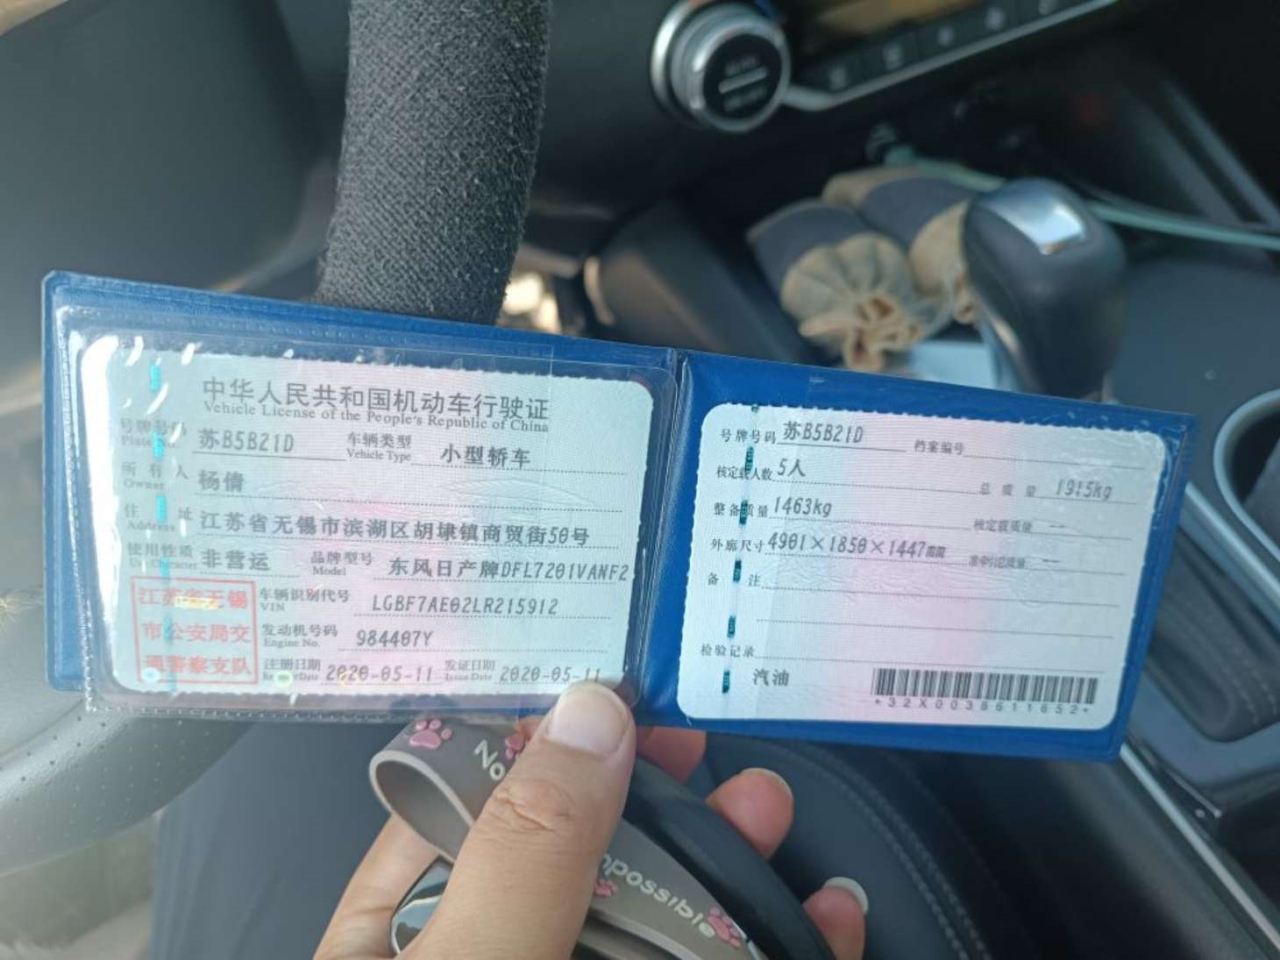 中华人民共和国机动车行驶证
Vehicle License of the People's Republic of China
号牌号码 苏B5B21D 车辆类型 小型轿车
Plate Vehicle Type
所有人 杨倩
Owner
住址 江苏省无锡市滨湖区胡埭镇商贸街50号
Address
使用性质 非营运 品牌型号 东风日产牌DFL7201VANF2
Use Character Model
江苏省无锡
市公安局交
通警察支队
车辆识别代号 LGBF7AE02LR215912
VIN
发动机号码 984407Y
Engine No.
注册日期 2020-05-11 发证日期 2020-05-11
Issue Date
号牌号码 苏B5B21D 档案编号
核定载人数 5人 总质量 1915kg
整备质量 1463kg 核定载质量 --
外廓尺寸 4901×1850×1447mm 准牵引总质量 --
备注
检验记录
汽油
*32X0038611652*
No
mpossible